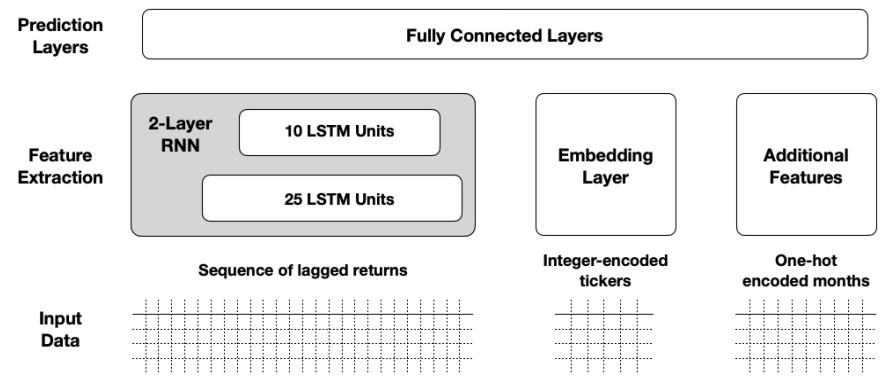 Prediction
Layers
Fully Connected Layers
Feature
Extraction
2-Layer
RNN
10 LSTM Units
25 LSTM Units
Embedding
Layer
Additional
Features
Sequence of lagged returns
Integer-encoded
tickers
One-hot
encoded months
Input
Data